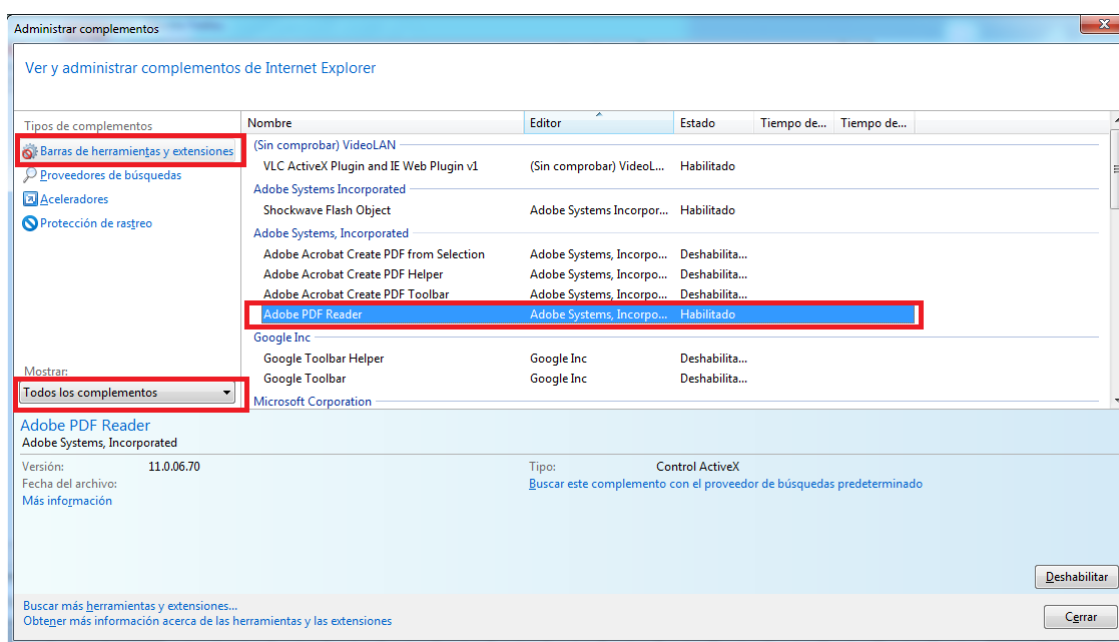 Administrar complementos
Ver y administrar complementos de Internet Explorer
Tipos de complementos
Barras de herramientas y extensiones
Proveedores de búsquedas
Aceleradores
Protección de rastreo
Mostrar:
Todos los complementos
Nombre Editor Estado Tiempo de... Tiempo de...
(Sin comprobar) VideoLAN
VLC ActiveX Plugin and IE Web Plugin v1 (Sin comprobar) VideoL... Habilitado
Adobe Systems Incorporated
Shockwave Flash Object Adobe Systems Incorpor... Habilitado
Adobe Systems, Incorporated
Adobe Acrobat Create PDF from Selection Adobe Systems, Incorpo... Deshabilita...
Adobe Acrobat Create PDF Helper Adobe Systems, Incorpo... Deshabilita...
Adobe Acrobat Create PDF Toolbar Adobe Systems, Incorpo... Deshabilita...
Adobe PDF Reader Adobe Systems, Incorpo... Habilitado
Google Inc
Google Toolbar Helper Google Inc Deshabilita...
Google Toolbar Google Inc Deshabilita...
Microsoft Corporation
Adobe PDF Reader
Adobe Systems, Incorporated
Versión: 11.0.06.70 Tipo: Control ActiveX
Fecha del archivo: Buscar este complemento con el proveedor de búsquedas predeterminado
Más información
Deshabilitar
Buscar más herramientas y extensiones...
Obtener más información acerca de las herramientas y las extensiones
Cerrar